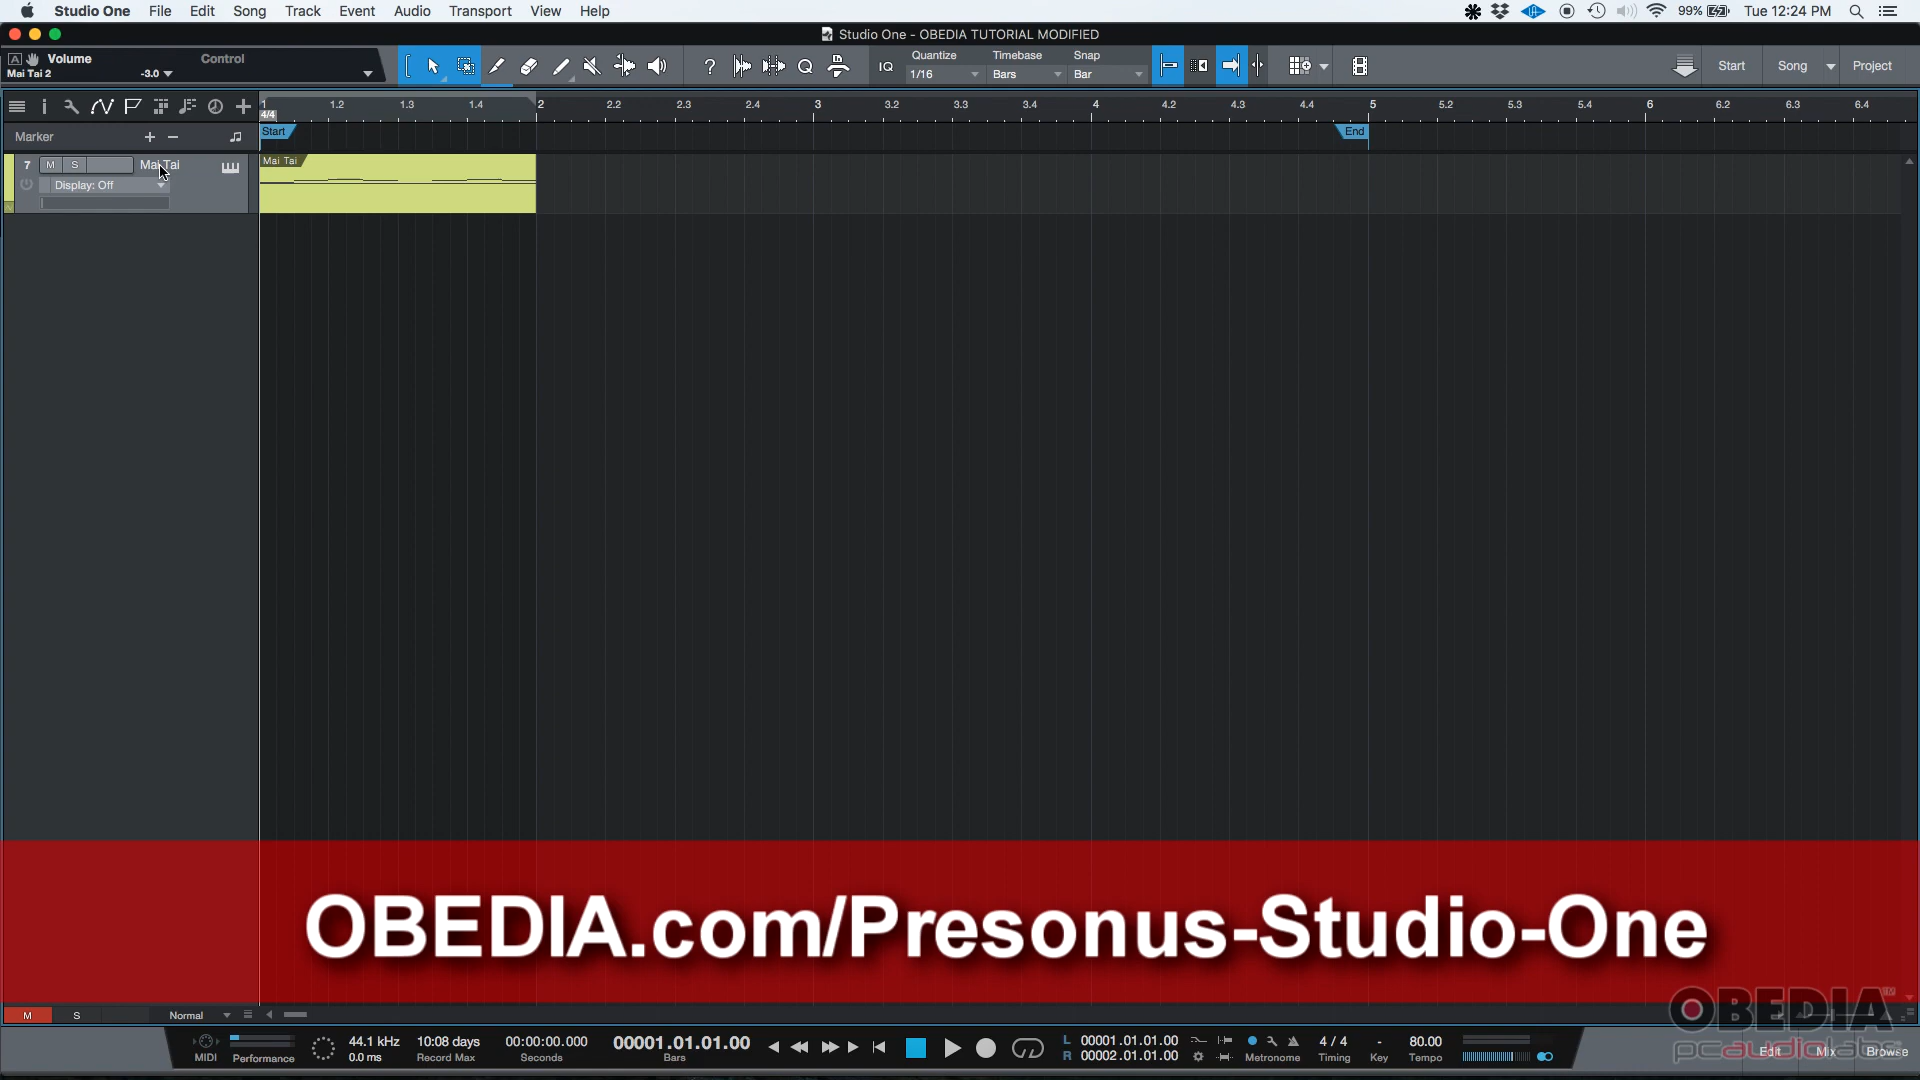 Studio One File Edit Song Track Event Audio Transport View Help 99% Tue 12:24 PM
Studio One - OBEDIA TUTORIAL MODIFIED
A Volume Control
Mai Tai 2 -3.0
IQ Quantize Timebase Snap
1/16 Bars Bar
Start Song Project
1 1.2 1.3 1.4 2 2.2 2.3 2.4 3 3.2 3.3 3.4 4 4.2 4.3 4.4 5 5.2 5.3 5.4 6 6.2 6.3 6.4
4/4
Marker Start End
7 M S Mai Tai
Mai Tai
Display: Off
OBEDIA.com/Presonus-Studio-One
M S Normal
OBEDIA
pcaudiolabs
44.1 kHz 10:08 days 00:00:00.000 00001.01.01.00 L 00001.01.01.00 4 / 4 - 80.00
MIDI Performance 0.0 ms Record Max Seconds Bars R 00002.01.01.00 Metronome Timing Key Tempo
Edit Mix Browse